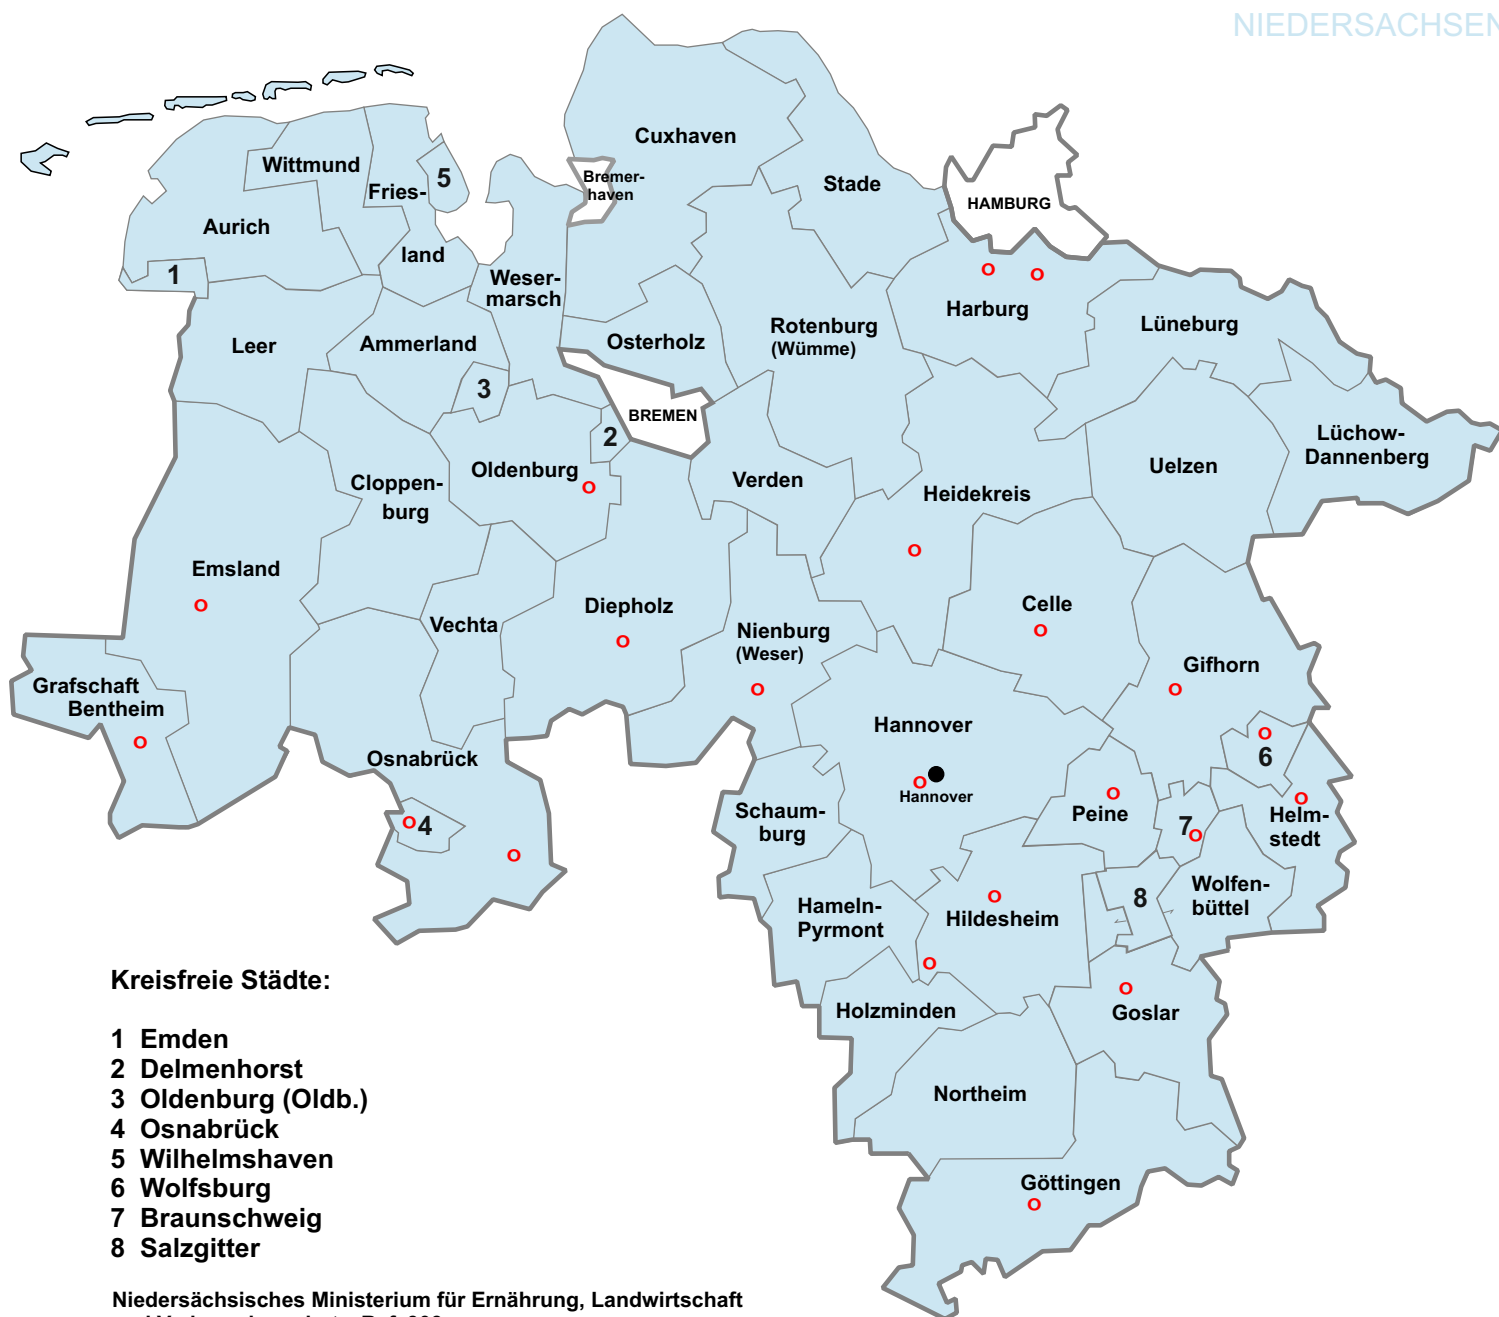 NIEDERSACHSEN
Cuxhaven
Wittmund
Fries-
5
Bremer-
haven
Stade
HAMBURG
Aurich
land
1
Weser-
marsch
Harburg
Lüneburg
Rotenburg
(Wümme)
Leer
Ammerland
Osterholz
3
BREMEN
2
Lüchow-
Dannenberg
Oldenburg
Uelzen
Verden
Heidekreis
Cloppen-
burg
Emsland
Diepholz
Celle
Vechta
Nienburg
(Weser)
Gifhorn
Grafschaft
Bentheim
Hannover
Osnabrück
6
Hannover
Schaum-
burg
Peine
Helm-
stedt
4
7
Wolfen-
büttel
8
Hameln-
Pyrmont
Hildesheim
Holzminden
Goslar
Northeim
Göttingen
Kreisfreie Städte:
1 Emden
2 Delmenhorst
3 Oldenburg (Oldb.)
4 Osnabrück
5 Wilhelmshaven
6 Wolfsburg
7 Braunschweig
8 Salzgitter
Niedersächsisches Ministerium für Ernährung, Landwirtschaft